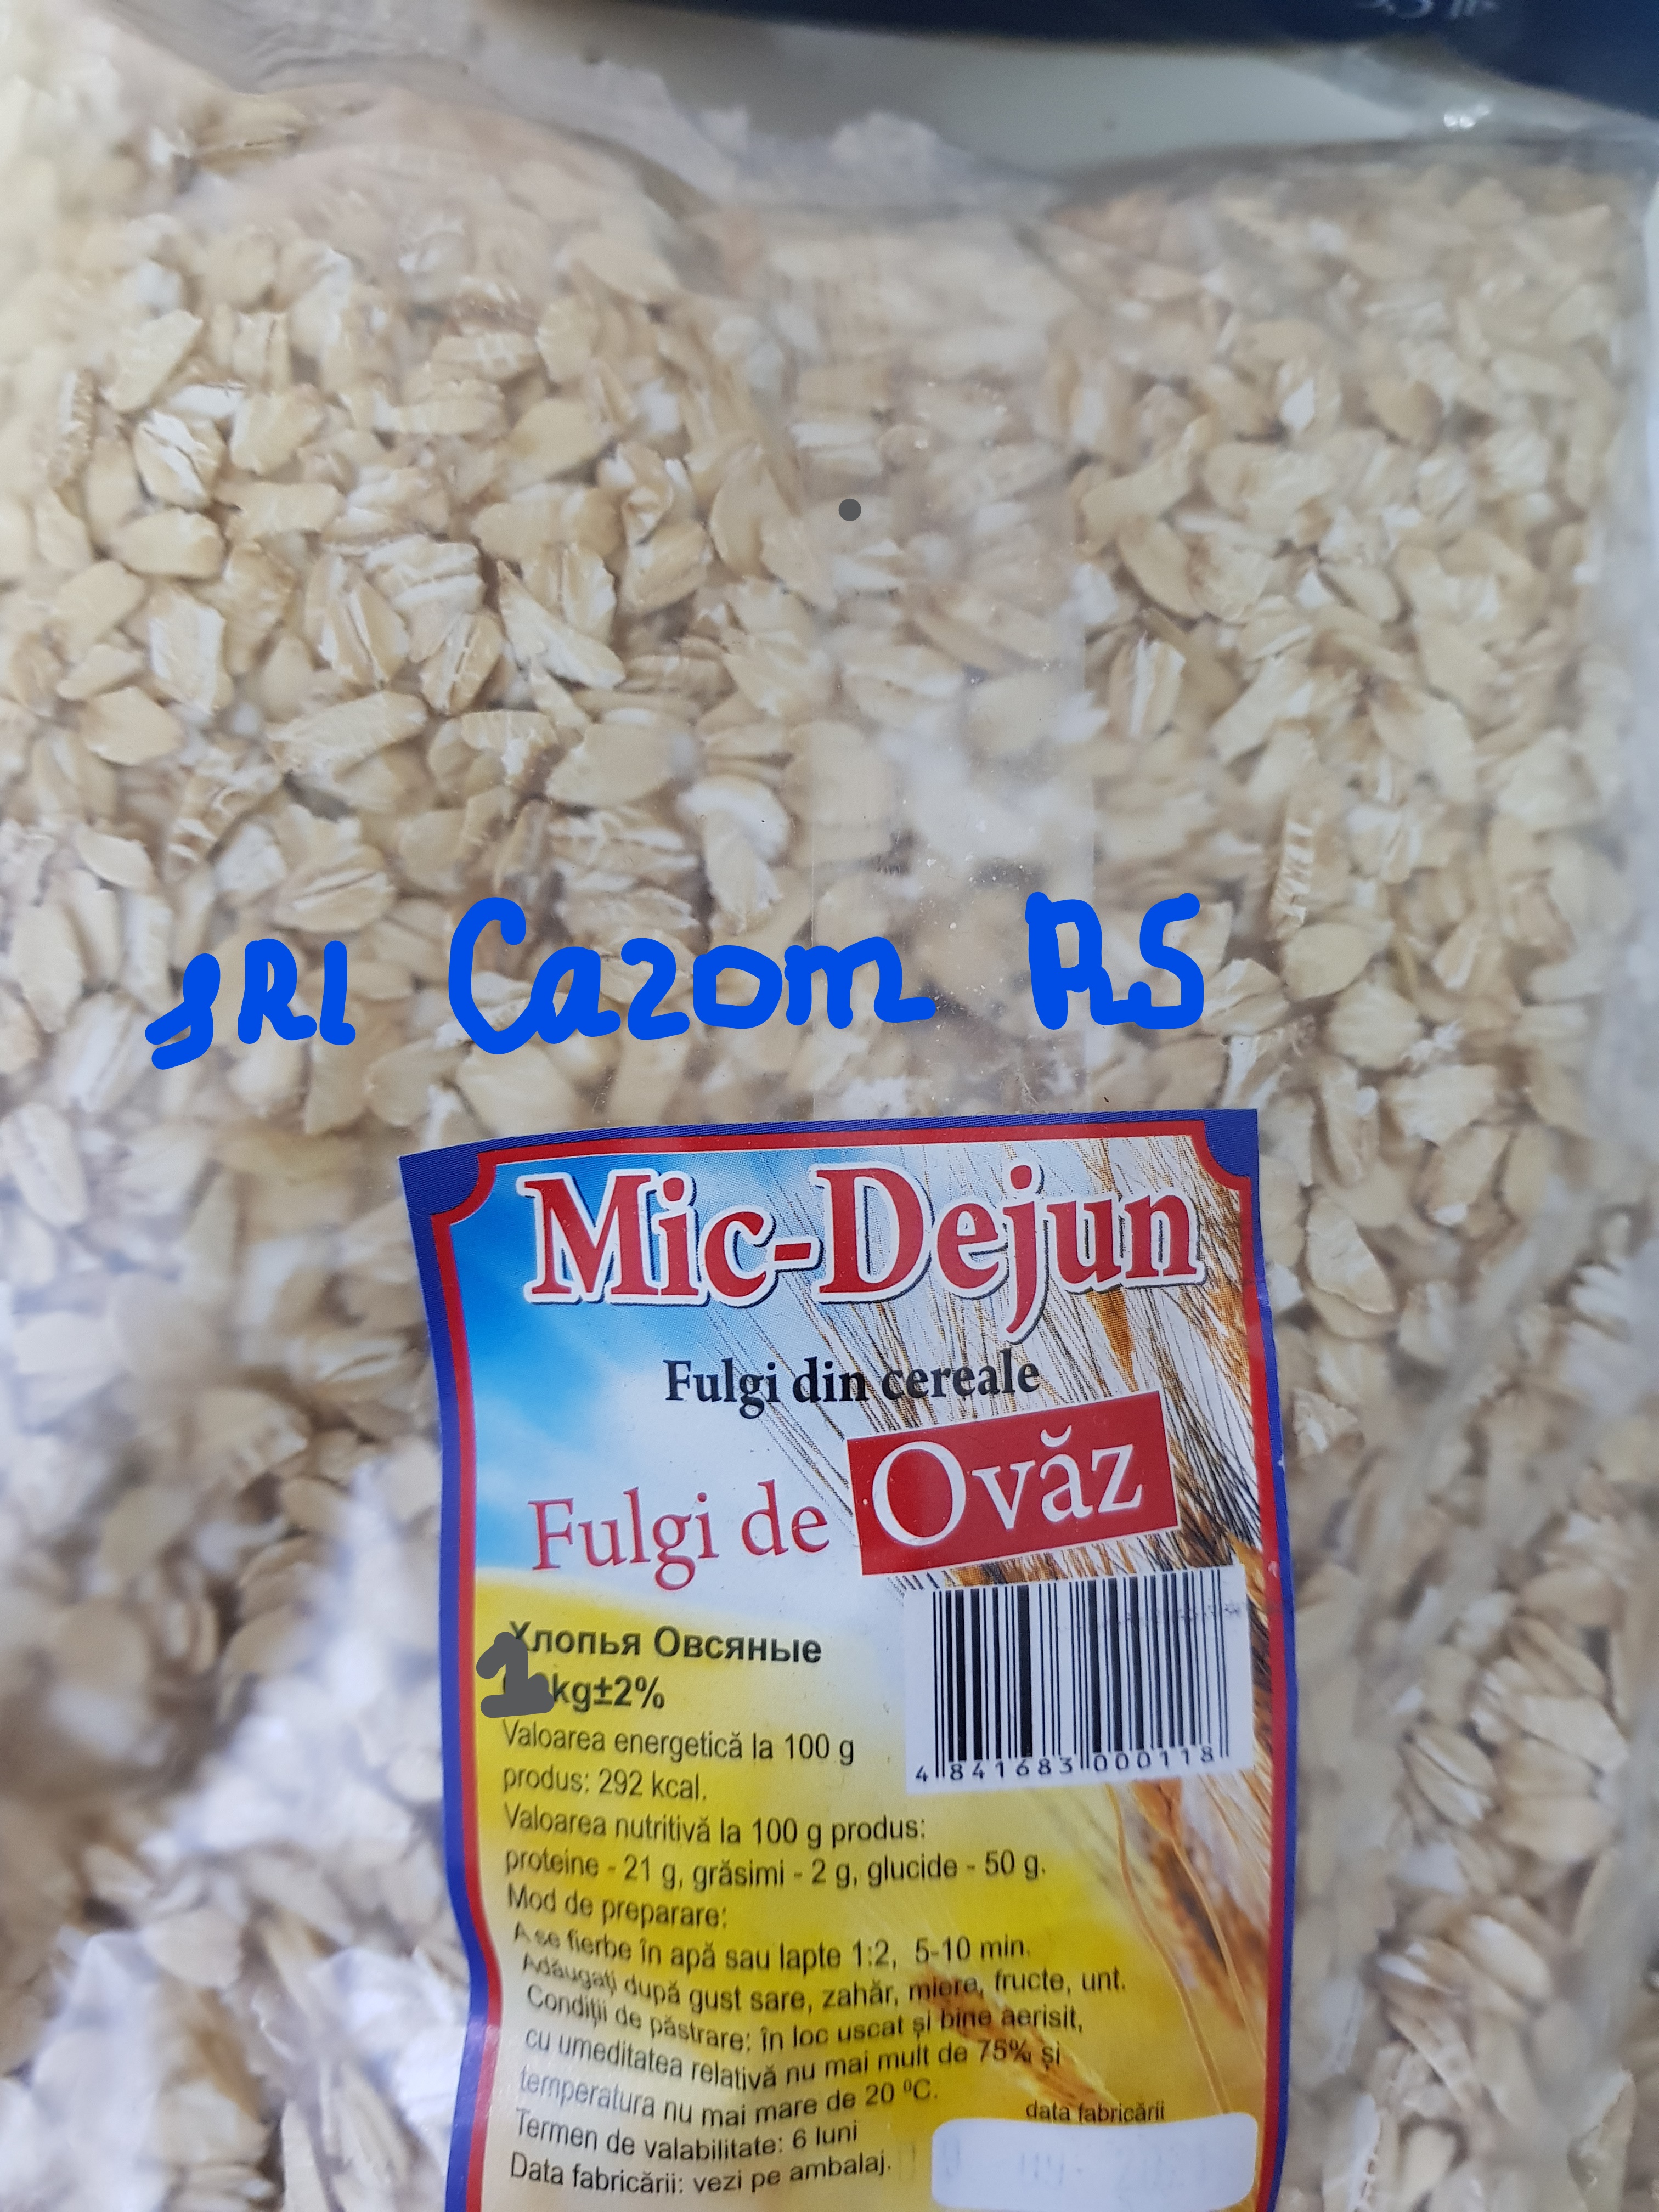 SRL Cazom RS
Mic-Dejun
Fulgi din cereale
Fulgi de Ovăz
Хлопья Овсяные
1kg±2%
4 841683 000118
Valoarea energetică la 100 g
produs: 292 kcal.
Valoarea nutritivă la 100 g produs:
proteine - 21 g, grăsimi - 2 g, glucide - 50 g.
Mod de preparare:
A se fierbe în apă sau lapte 1:2, 5-10 min.
Adăugați după gust sare, zahăr, miere, fructe, unt.
Condiții de păstrare: în loc uscat și bine aerisit,
cu umeditatea relativă nu mai mult de 75% și
temperatura nu mai mare de 20 ºC.
Termen de valabilitate: 6 luni
Data fabricării: vezi pe ambalaj.
data fabricării